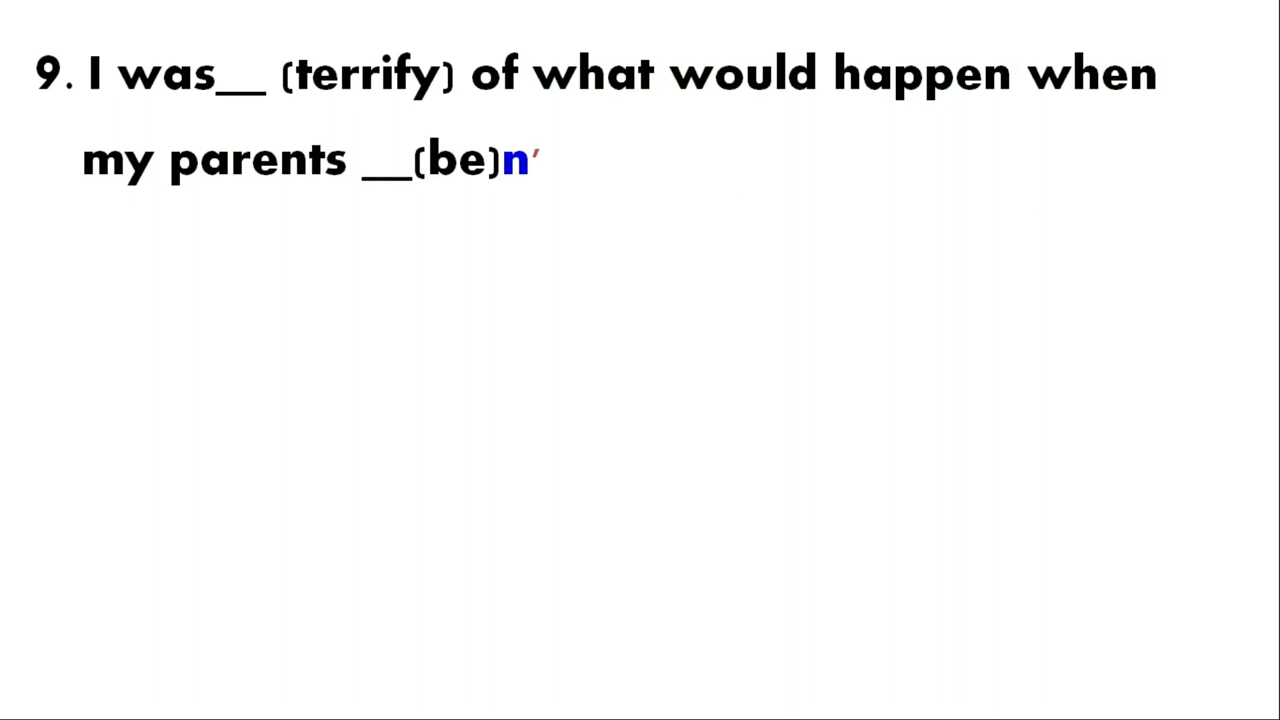 9. I was__ (terrify) of what would happen when
my parents __(be)n′